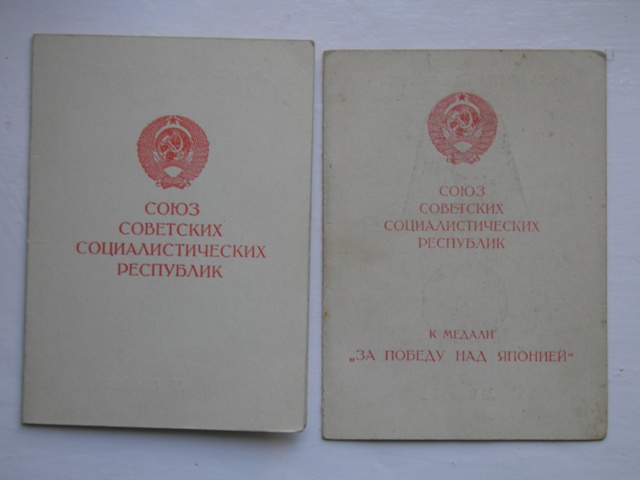 СОЮЗ
СОВЕТСКИХ
СОЦИАЛИСТИЧЕСКИХ
РЕСПУБЛИК
СОЮЗ
СОВЕТСКИХ
СОЦИАЛИСТИЧЕСКИХ
РЕСПУБЛИК
К МЕДАЛИ
„ЗА ПОБЕДУ НАД ЯПОНИЕЙ“